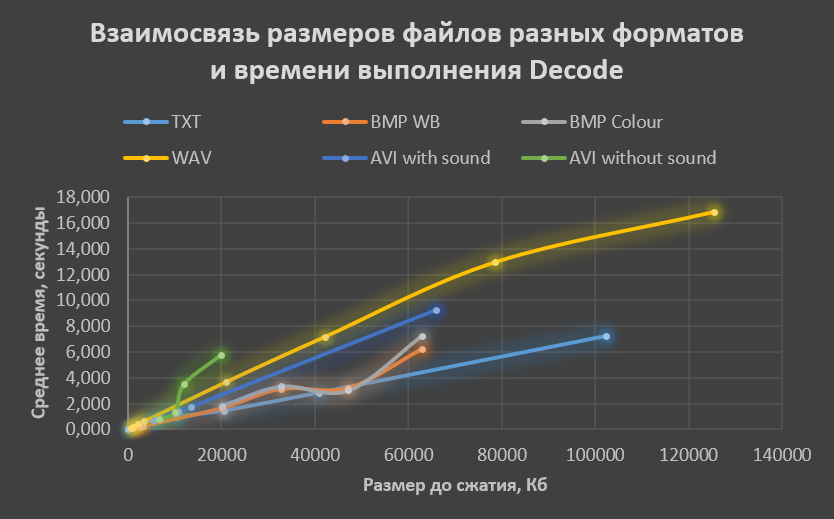 Взаимосвязь размеров файлов разных форматов
и времени выполнения Decode
TXT BMP WB BMP Colour
WAV AVI with sound AVI without sound
Среднее время, секунды
18,000
16,000
14,000
12,000
10,000
8,000
6,000
4,000
2,000
0,000
0 20000 40000 60000 80000 100000 120000 140000
Размер до сжатия, Кб